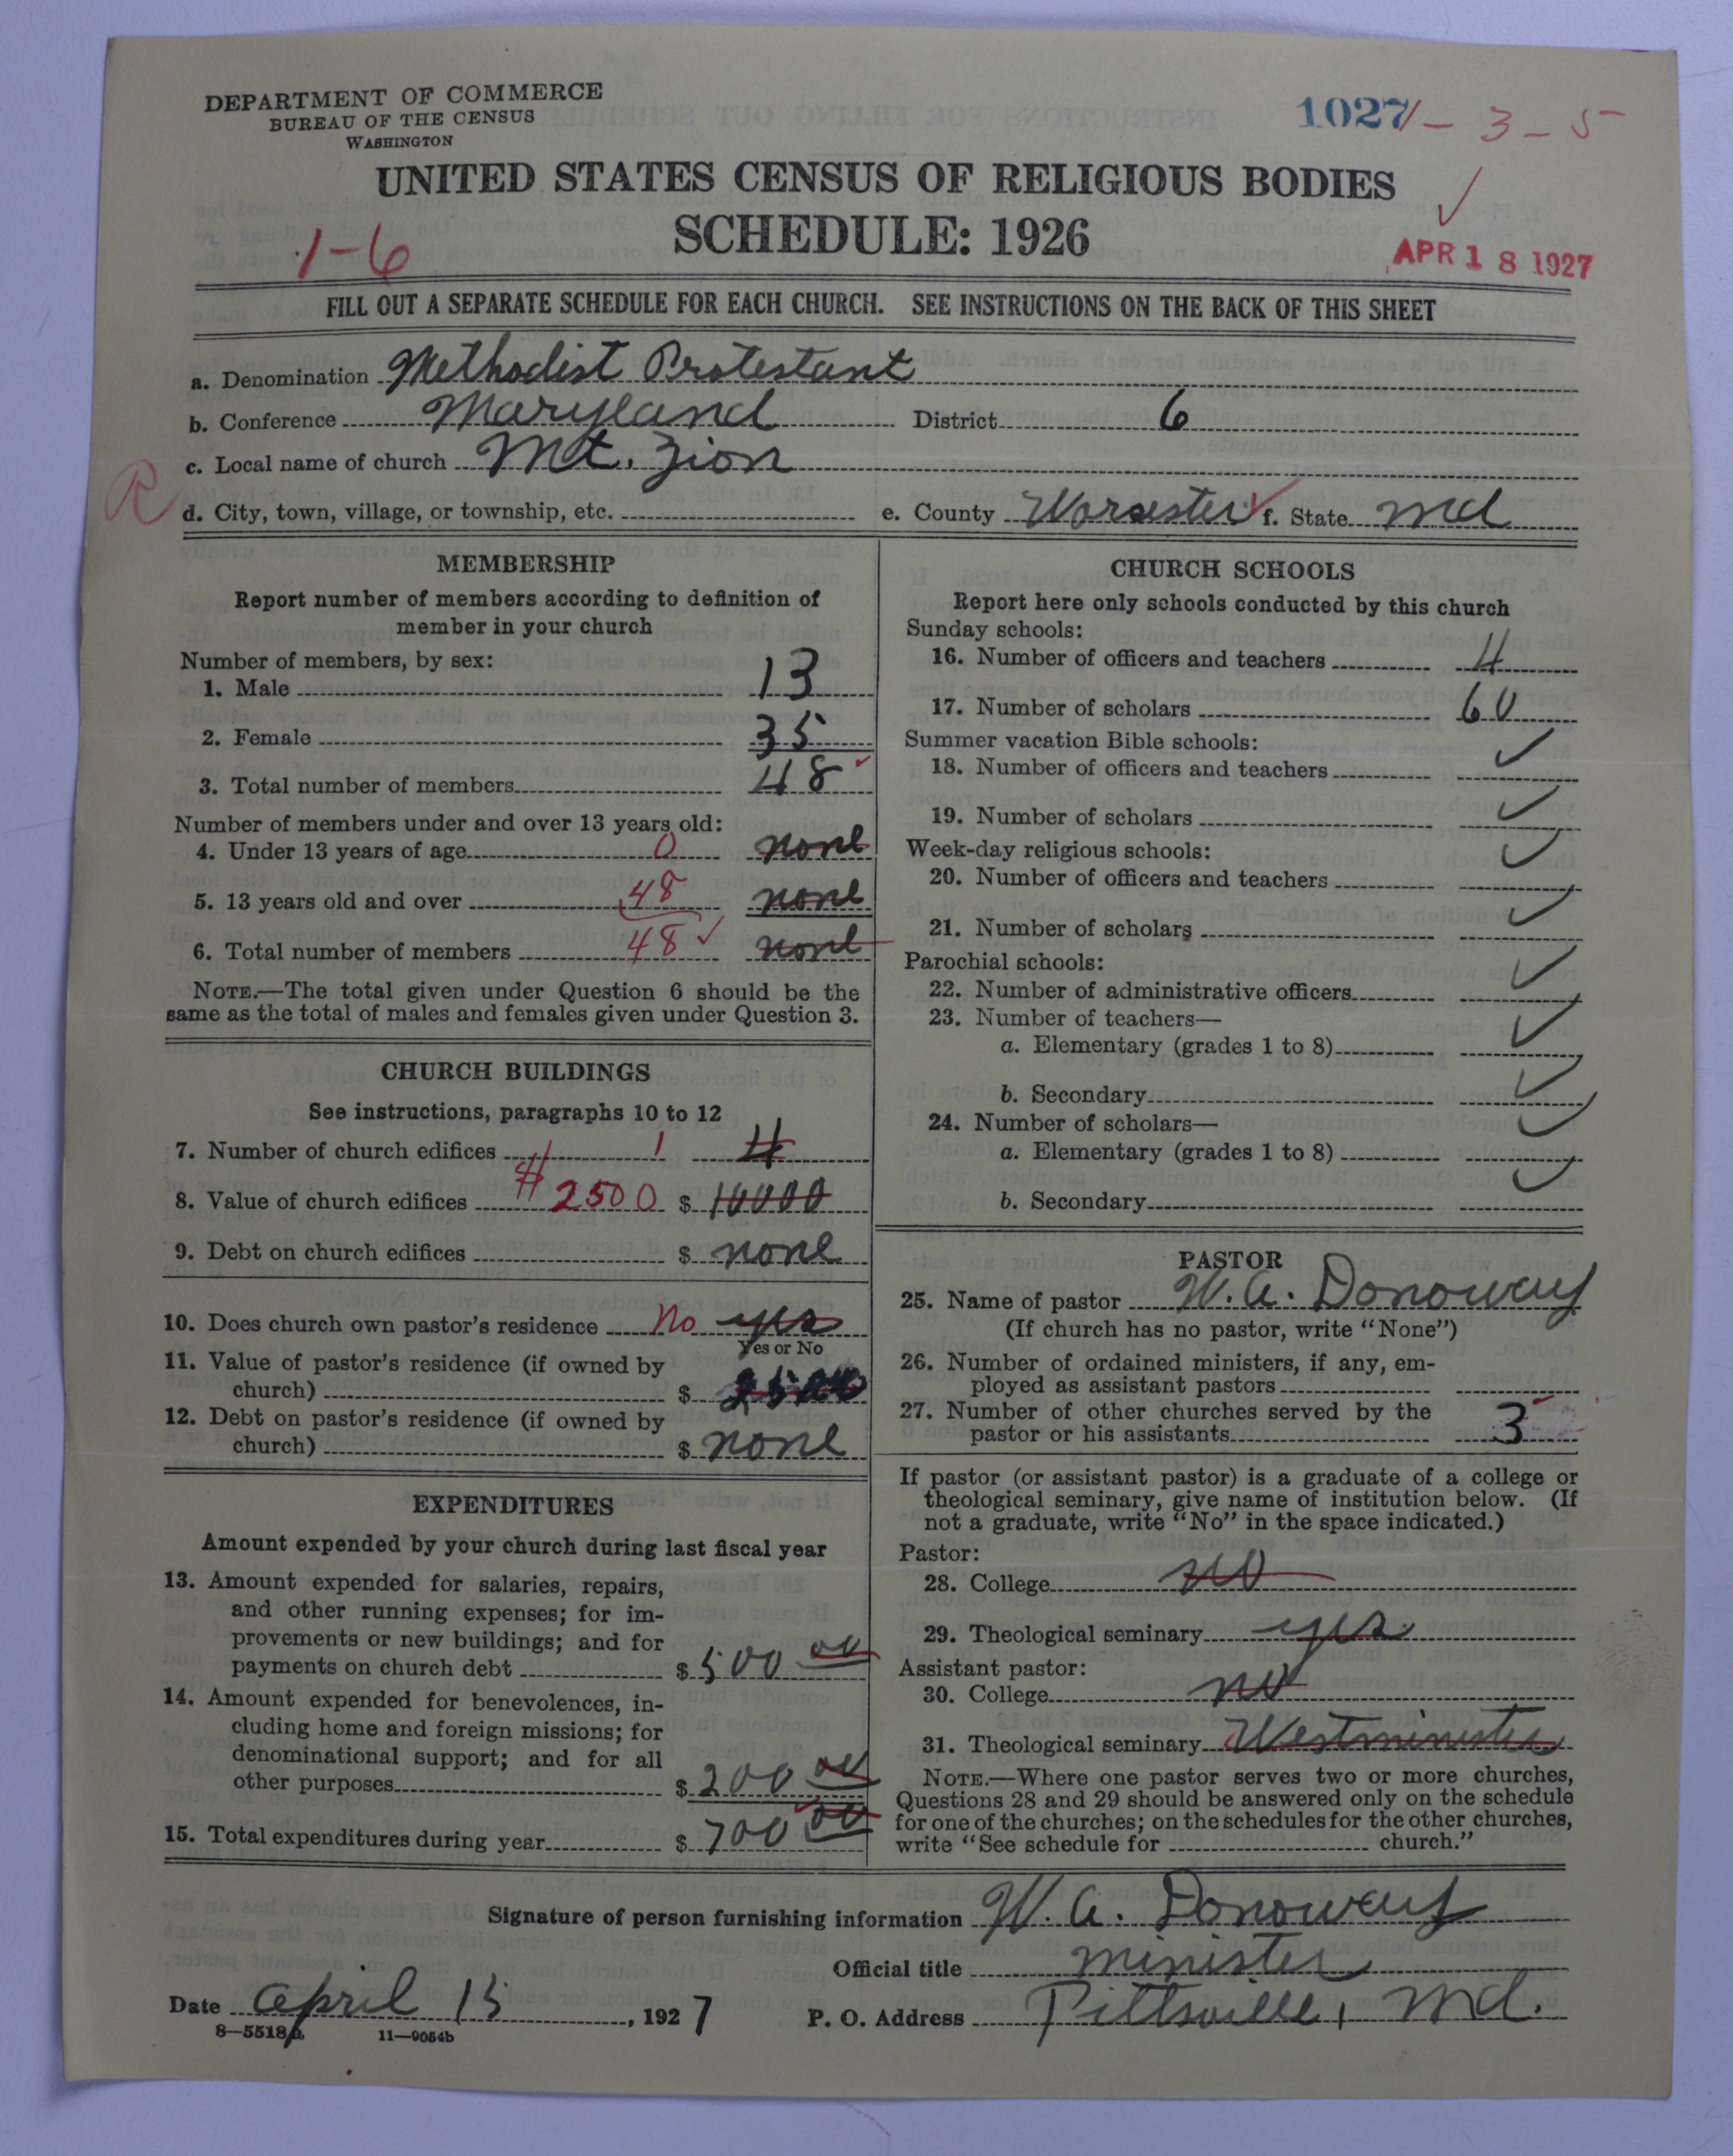 DEPARTMENT OF COMMERCE
BUREAU OF THE CENSUS
WASHINGTON
1027 1-3-5
UNITED STATES CENSUS OF RELIGIOUS BODIES
SCHEDULE: 1926
1-6
APR 18 1927
FILL OUT A SEPARATE SCHEDULE FOR EACH CHURCH. SEE INSTRUCTIONS ON THE BACK OF THIS SHEET
a. Denomination Methodist Protestant
b. Conference Maryland District 6
c. Local name of church Mt. Zion
R
d. City, town, village, or township, etc. e. County Worcester f. State Md
MEMBERSHIP
Report number of members according to definition of
member in your church
Number of members, by sex:
1. Male 13
2. Female 35
3. Total number of members 48
Number of members under and over 13 years old:
4. Under 13 years of age 0 none
5. 13 years old and over 48 none
6. Total number of members 48 none
NOTE.—The total given under Question 6 should be the
same as the total of males and females given under Question 3.
CHURCH BUILDINGS
See instructions, paragraphs 10 to 12
7. Number of church edifices 1 4
8. Value of church edifices $2500 $ 10000
9. Debt on church edifices $ none
10. Does church own pastor's residence No yes
Yes or No
11. Value of pastor's residence (if owned by
church) $ 2500
12. Debt on pastor's residence (if owned by
church) $ none
EXPENDITURES
Amount expended by your church during last fiscal year
13. Amount expended for salaries, repairs,
and other running expenses; for im-
provements or new buildings; and for
payments on church debt $ 500 00
14. Amount expended for benevolences, in-
cluding home and foreign missions; for
denominational support; and for all
other purposes $ 200 00
15. Total expenditures during year $ 700 00
CHURCH SCHOOLS
Report here only schools conducted by this church
Sunday schools:
16. Number of officers and teachers 4
17. Number of scholars 60
Summer vacation Bible schools:
18. Number of officers and teachers
19. Number of scholars
Week-day religious schools:
20. Number of officers and teachers
21. Number of scholars
Parochial schools:
22. Number of administrative officers
23. Number of teachers—
a. Elementary (grades 1 to 8)
b. Secondary
24. Number of scholars—
a. Elementary (grades 1 to 8)
b. Secondary
PASTOR
25. Name of pastor W. A. Donoway
(If church has no pastor, write "None")
26. Number of ordained ministers, if any, em-
ployed as assistant pastors
27. Number of other churches served by the
pastor or his assistants 3
If pastor (or assistant pastor) is a graduate of a college or
theological seminary, give name of institution below. (If
not a graduate, write "No" in the space indicated.)
Pastor:
28. College no
29. Theological seminary yes
Assistant pastor:
30. College no
31. Theological seminary Westminister
NOTE.—Where one pastor serves two or more churches,
Questions 28 and 29 should be answered only on the schedule
for one of the churches; on the schedules for the other churches,
write "See schedule for church."
Signature of person furnishing information W. A. Donoway
Official title minister
Date april 15, 1927 P. O. Address Pittsville, Md.
8—5518a 11—9054b